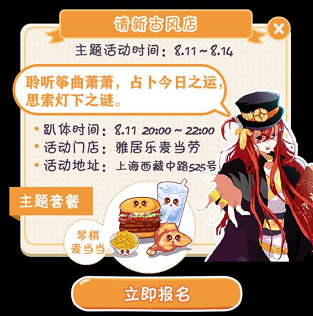 清新古风店
主题活动时间：8.11～8.14
聆听筝曲萧萧，占卜今日之运，
思索灯下之谜。
• 趴体时间：8.11 20:00～22:00
• 活动门店：雅居乐麦当劳
• 活动地址：上海西藏中路525号
主题套餐
琴棋
麦当当
立即报名